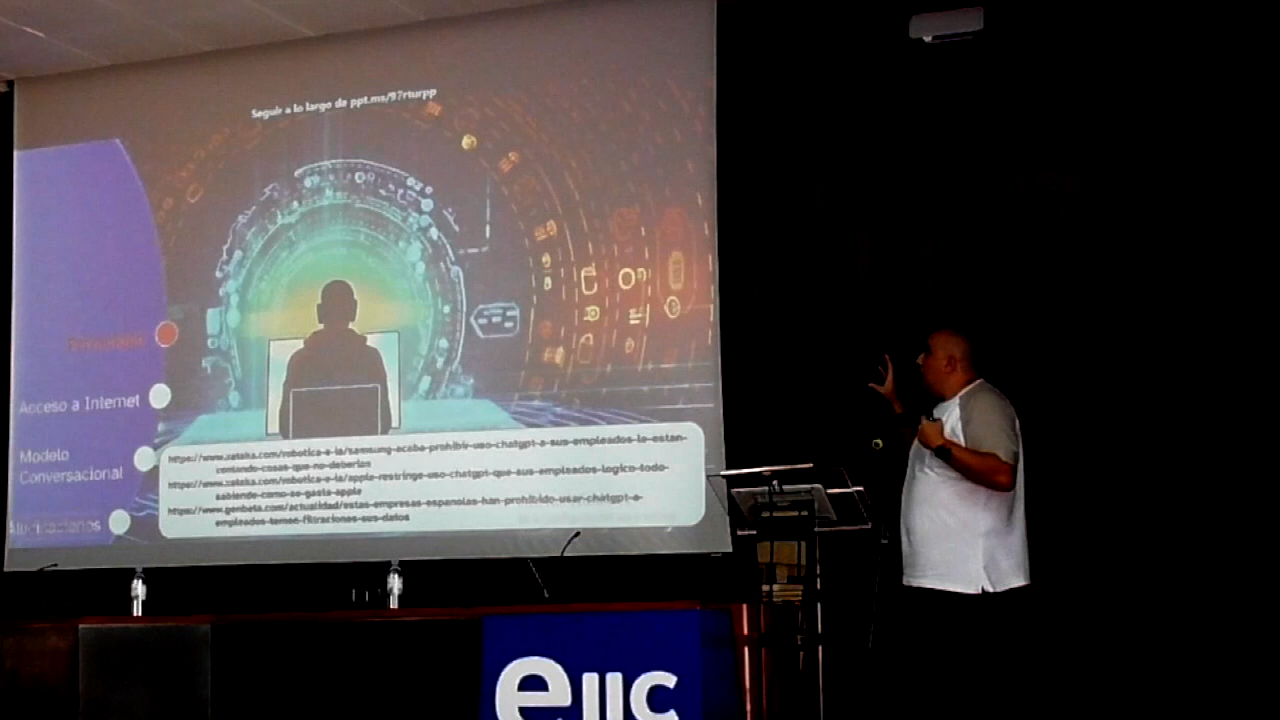 Seguir a lo largo de ppt.ms/97rturpp
Acceso a Internet
Modelo
Conversacional
Alucinaciones
https://www.xataka.com/robotica-e-ia/samsung-acaba-prohibir-uso-chatgpt-a-sus-empleados-le-estan-
contando-cosas-que-no-deberian
https://www.xataka.com/robotica-e-ia/apple-restringe-uso-chatgpt-que-sus-empleados-logico-todo-
sabiendo-como-se-gasta-apple
https://www.genbeta.com/actualidad/estas-empresas-espanolas-han-prohibido-usar-chatgpt-a-
empleados-temor-filtraciones-sus-datos
eiic